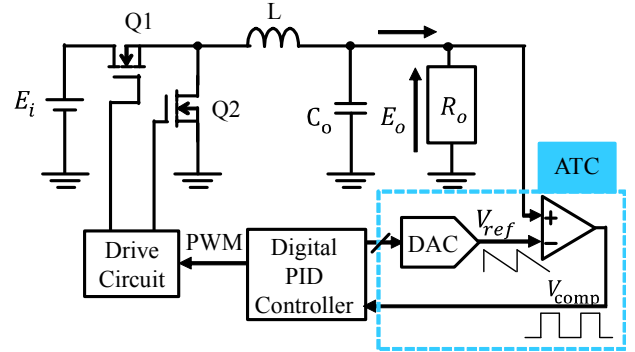 Q1
L
E_i
Q2
C_o
E_o
R_o
ATC
+
−
Drive
Circuit
PWM
Digital
PID
Controller
DAC
V_ref
V_comp